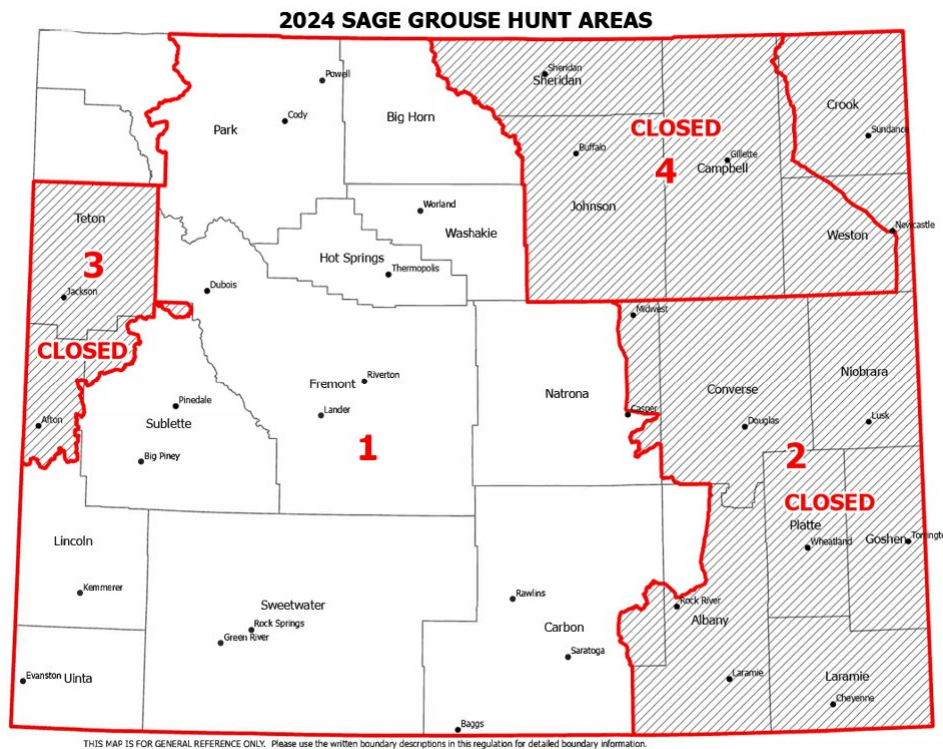 2024 SAGE GROUSE HUNT AREAS
Powell
Cody
Park
Big Horn
Sheridan
Sheridan
Buffalo
Johnson
CLOSED
4
Gillette
Campbell
Crook
Sundance
Newcastle
Weston
Worland
Washakie
Hot Springs
Thermopolis
Teton
3
Jackson
Dubois
CLOSED
Afton
Pinedale
Sublette
Big Piney
Riverton
Fremont
Lander
1
Natrona
Midwest
Casper
Converse
Douglas
Niobrara
Lusk
2
CLOSED
Platte
Wheatland
Goshen
Torrington
Lincoln
Kemmerer
Sweetwater
Rock Springs
Green River
Evanston
Uinta
Rawlins
Carbon
Saratoga
Baggs
Rock River
Albany
Laramie
Laramie
Cheyenne
THIS MAP IS FOR GENERAL REFERENCE ONLY. Please use the written boundary descriptions in this regulation for detailed boundary information.